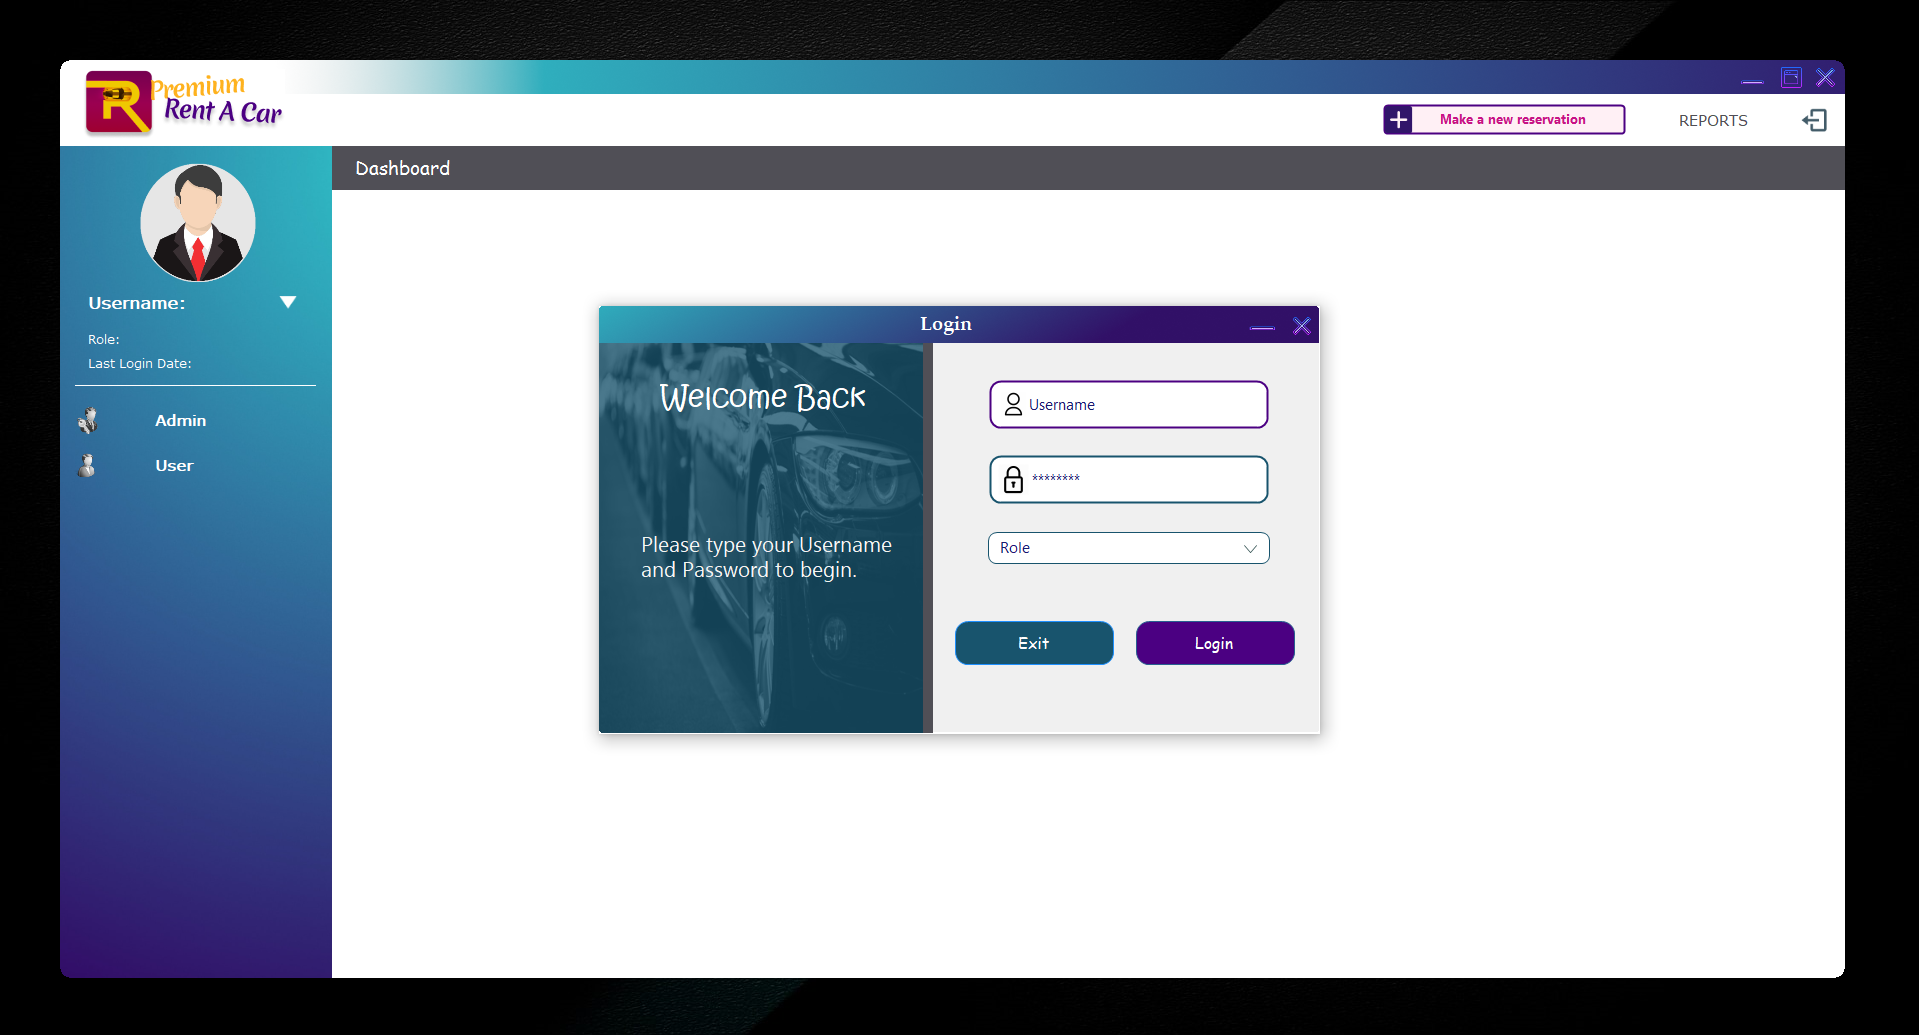 R
Premium
Rent A Car
Make a new reservation
REPORTS
Dashboard
Username:
Role:
Last Login Date:
Admin
User
Login
Welcome Back
Please type your Username
and Password to begin.
Username
********
Role
Exit
Login